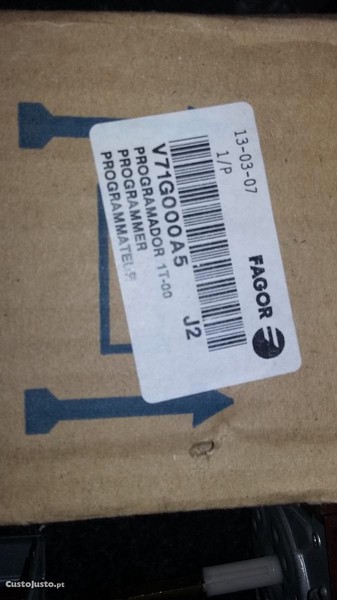 13-03-07
1/P
FAGOR
V71G000A5 J2
PROGRAMADOR 1T-00
PROGRAMMER
PROGRAMMATEUR
CustoJusto.pt